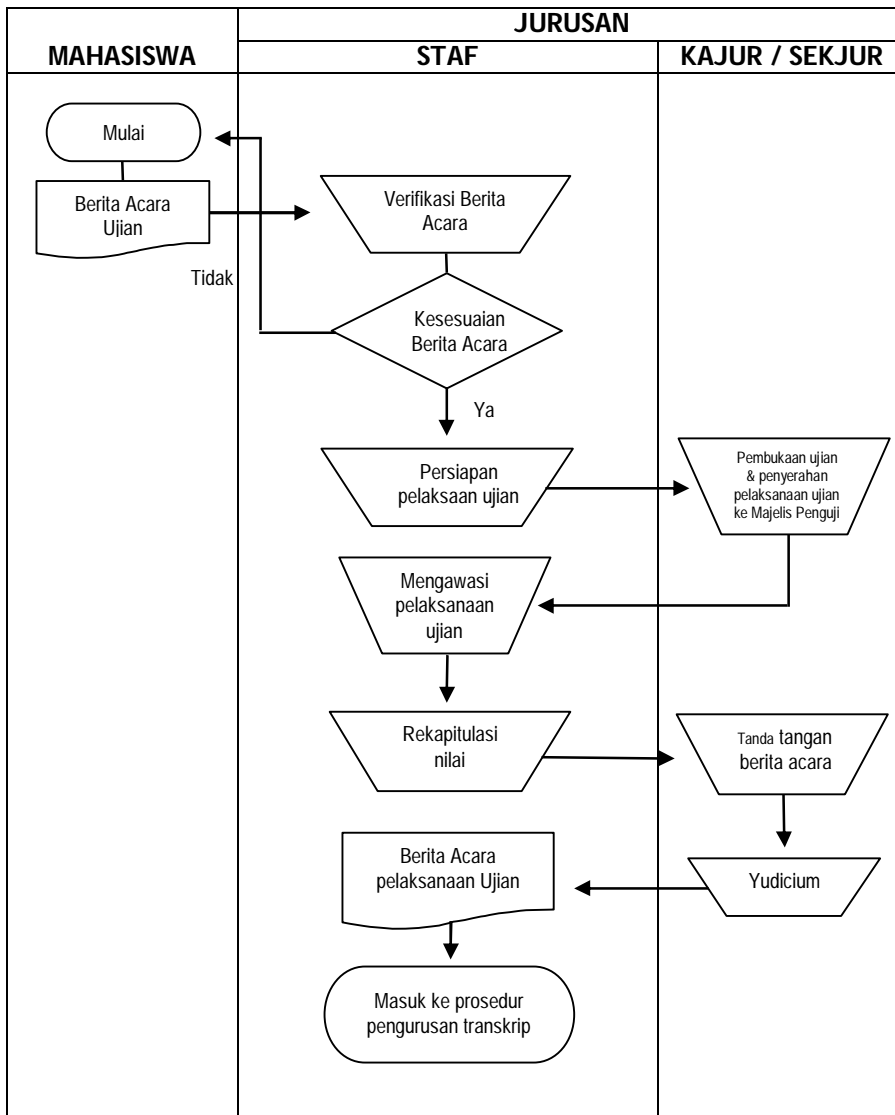 JURUSAN
MAHASISWA
STAF
KAJUR / SEKJUR
Mulai
Berita Acara
Ujian
Verifikasi Berita
Acara
Tidak
Kesesuaian
Berita Acara
Ya
Persiapan
pelaksaan ujian
Pembukaan ujian
& penyerahan
pelaksanaan ujian
ke Majelis Penguji
Mengawasi
pelaksanaan
ujian
Rekapitulasi
nilai
Tanda tangan
berita acara
Berita Acara
pelaksanaan Ujian
Yudicium
Masuk ke prosedur
pengurusan transkrip